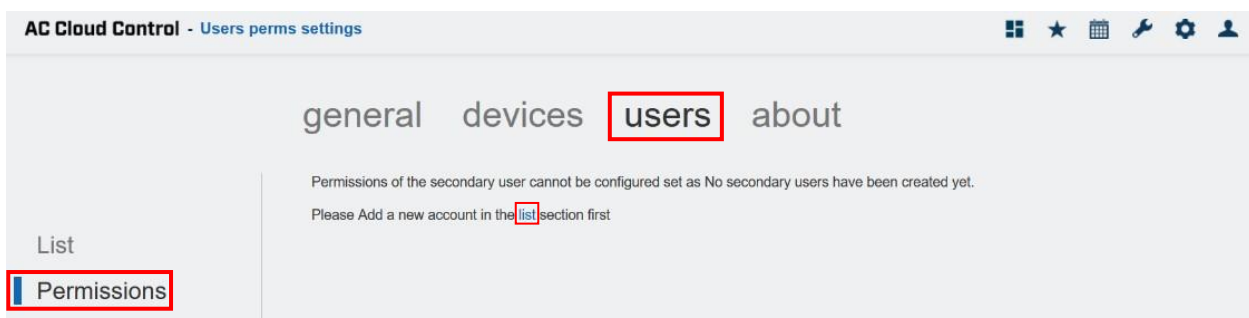 AC Cloud Control - Users perms settings
general devices users about
Permissions of the secondary user cannot be configured set as No secondary users have been created yet.
Please Add a new account in the list section first
List
Permissions